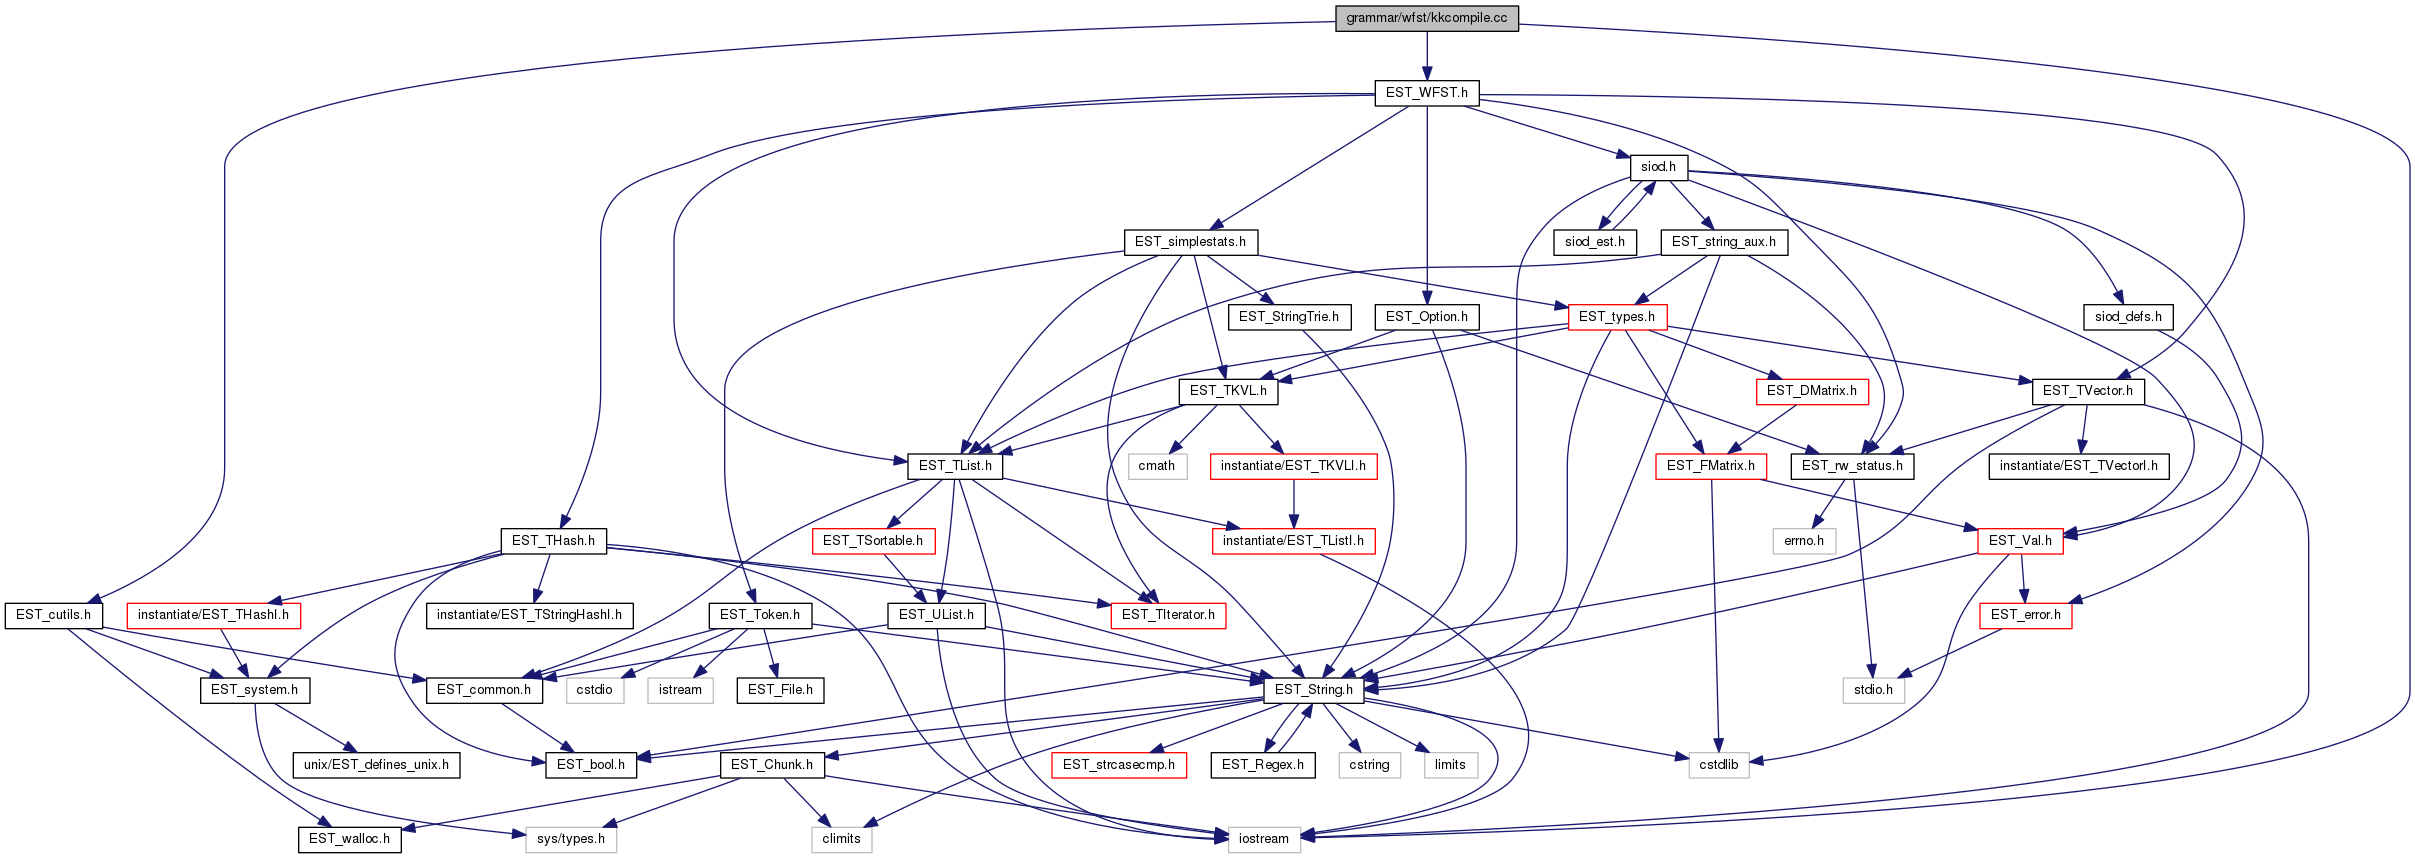 grammar/wfst/kkcompile.cc
EST_WFST.h
siod.h
EST_simplestats.h
siod_est.h
EST_string_aux.h
EST_StringTrie.h
EST_Option.h
EST_types.h
siod_defs.h
EST_TKVL.h
EST_DMatrix.h
EST_TVector.h
EST_TList.h
cmath
instantiate/EST_TKVLI.h
EST_FMatrix.h
EST_rw_status.h
instantiate/EST_TVectorI.h
EST_THash.h
EST_TSortable.h
instantiate/EST_TListI.h
errno.h
EST_Val.h
EST_cutils.h
instantiate/EST_THashI.h
instantiate/EST_TStringHashI.h
EST_Token.h
EST_UList.h
EST_TIterator.h
EST_error.h
EST_system.h
EST_common.h
cstdio
istream
EST_File.h
EST_String.h
stdio.h
unix/EST_defines_unix.h
EST_bool.h
EST_Chunk.h
EST_strcasecmp.h
EST_Regex.h
cstring
limits
cstdlib
EST_walloc.h
sys/types.h
climits
iostream